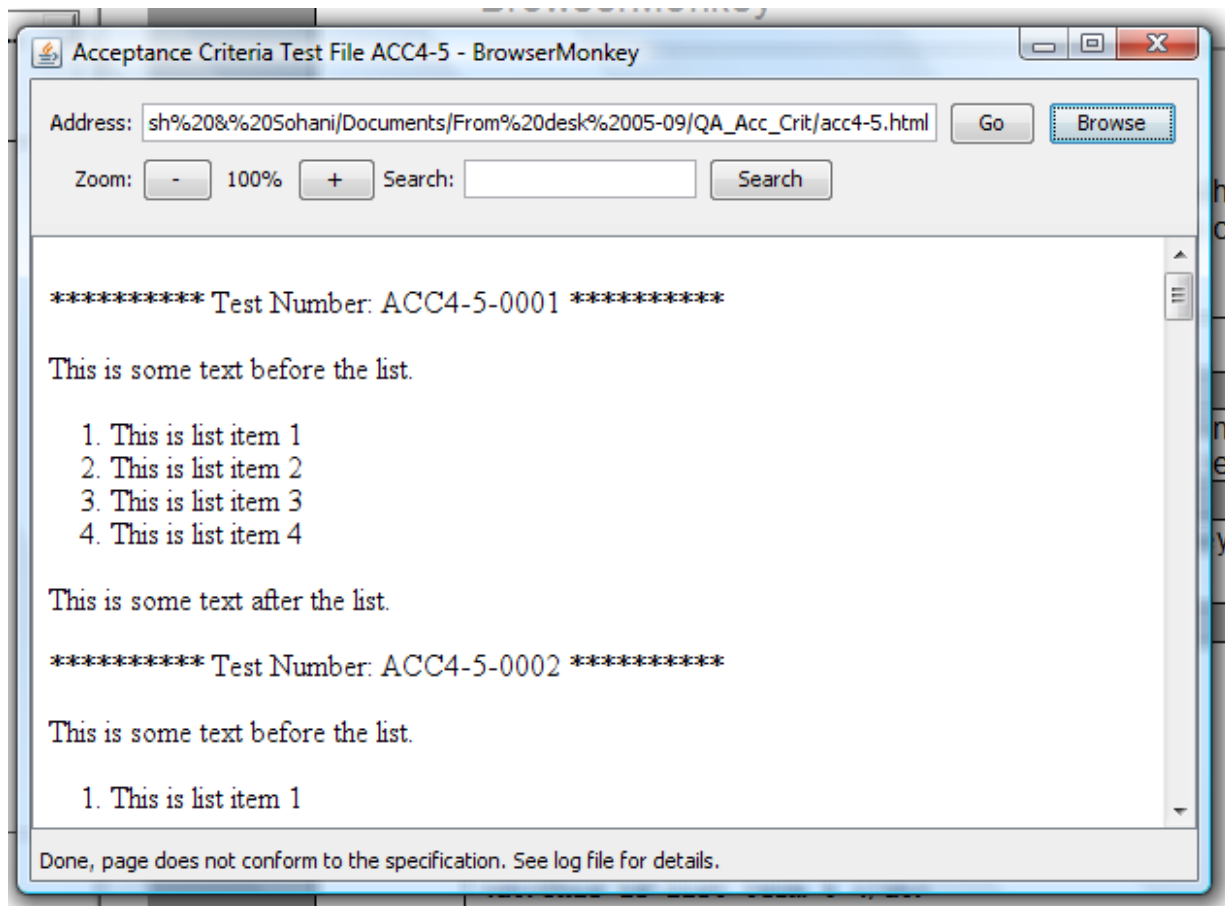 BrowserMonkey
Acceptance Criteria Test File ACC4-5 - BrowserMonkey
Address: sh%20&%20Sohani/Documents/From%20desk%2005-09/QA_Acc_Crit/acc4-5.html Go Browse
Zoom: - 100% + Search: Search
********** Test Number: ACC4-5-0001 **********
This is some text before the list.
1. This is list item 1
2. This is list item 2
3. This is list item 3
4. This is list item 4
This is some text after the list.
********** Test Number: ACC4-5-0002 **********
This is some text before the list.
1. This is list item 1
Done, page does not conform to the specification. See log file for details.